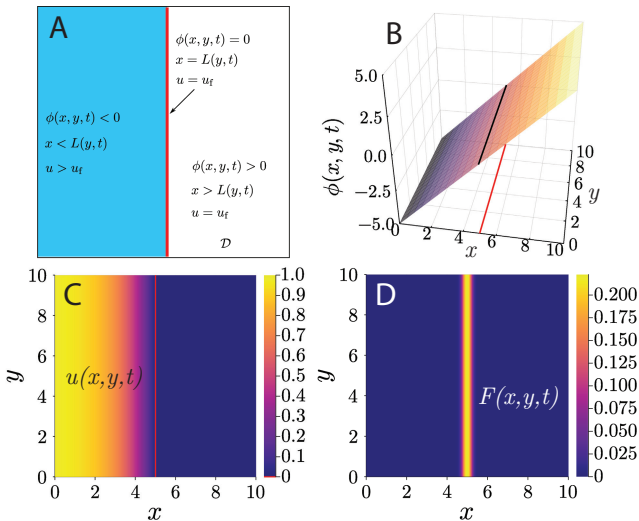 A
ϕ(x, y, t) = 0
x = L(y, t)
u = u_f
ϕ(x, y, t) < 0
x < L(y, t)
u > u_f
ϕ(x, y, t) > 0
x > L(y, t)
u = u_f
𝒟
B
5.0
2.5
0.0
−2.5
−5.0
ϕ(x, y, t)
0 2 4 6 8 10
x
10
8
6
4
2
0
y
C
10
8
6
4
2
0
y
u(x,y,t)
0 2 4 6 8 10
x
1.0
0.9
0.8
0.7
0.6
0.5
0.4
0.3
0.2
0.1
0
D
10
8
6
4
2
0
y
F(x,y,t)
0 2 4 6 8 10
x
0.200
0.175
0.150
0.125
0.100
0.075
0.050
0.025
0